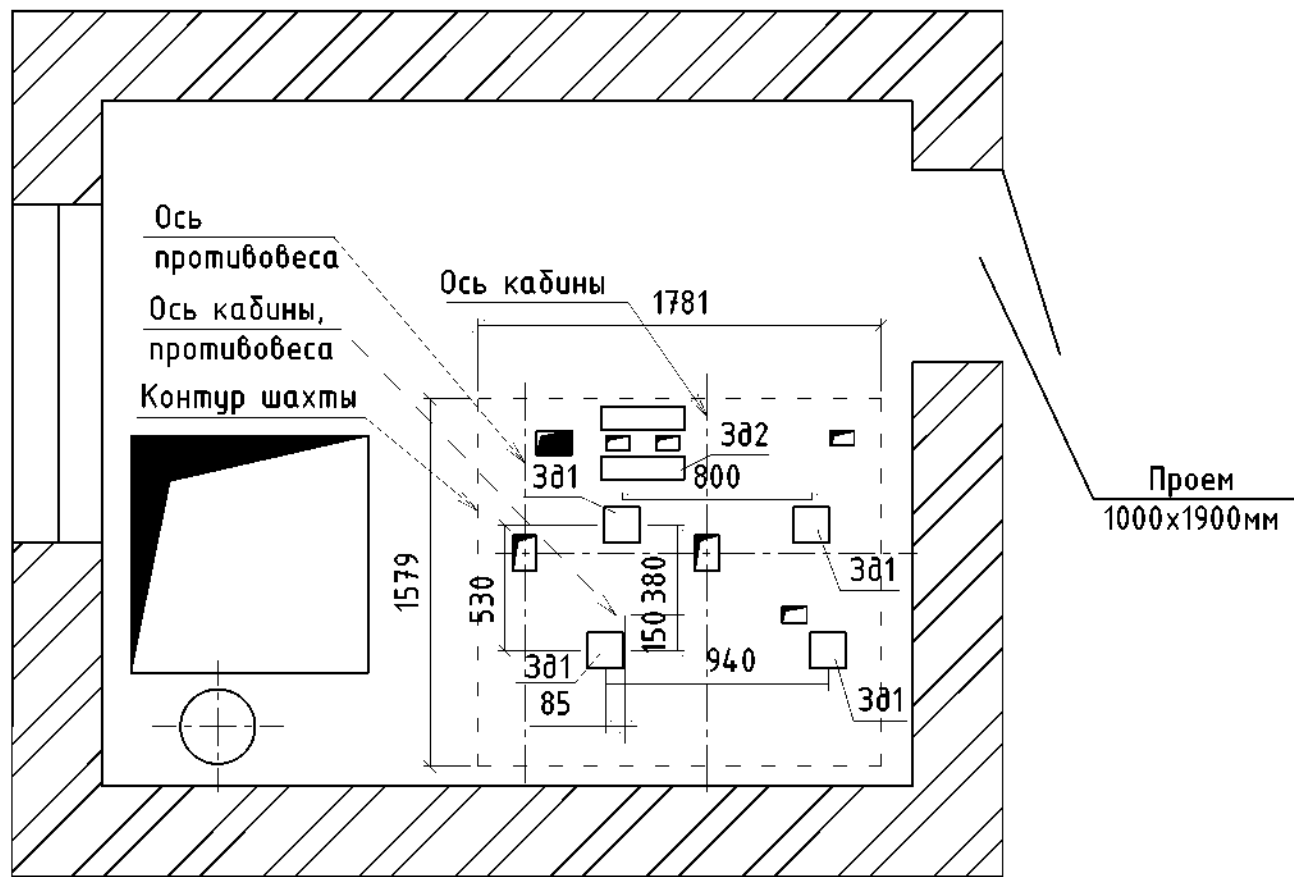 Ось
противовеса
Ось кабины
1781
Ось кабины,
противовеса
Контур шахты
Зд2
Зд1
800
Проем
1000х1900мм
1579
530
380
Зд1
150
Зд1
940
85
Зд1